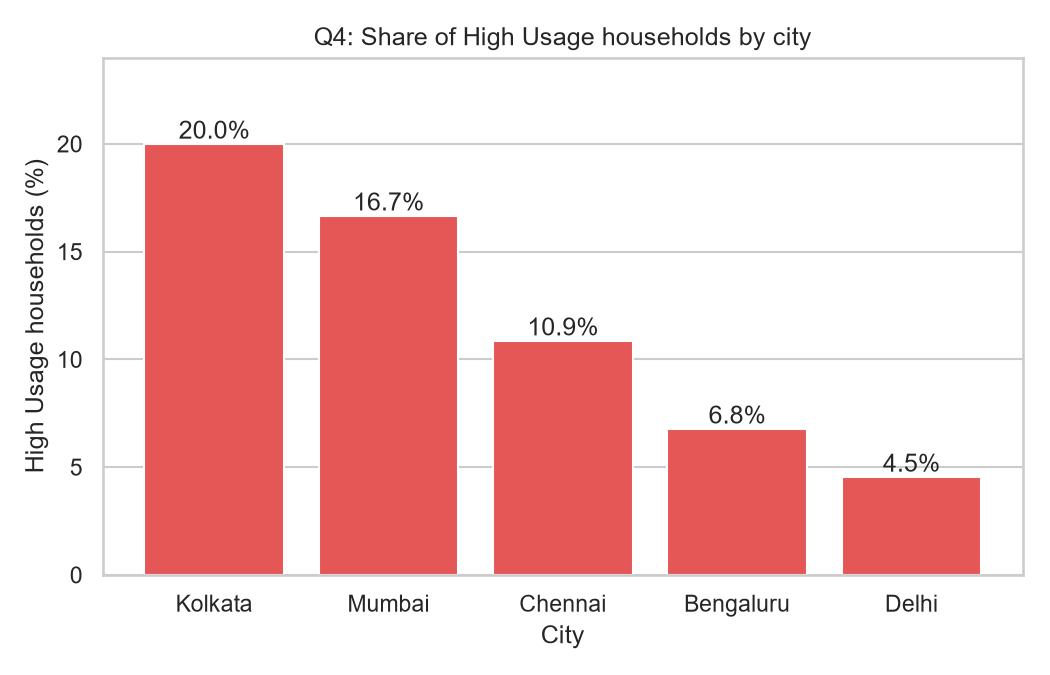 Q4: Share of High Usage households by city
High Usage households (%)
20
15
10
5
0
20.0%
16.7%
10.9%
6.8%
4.5%
Kolkata
Mumbai
Chennai
Bengaluru
Delhi
City